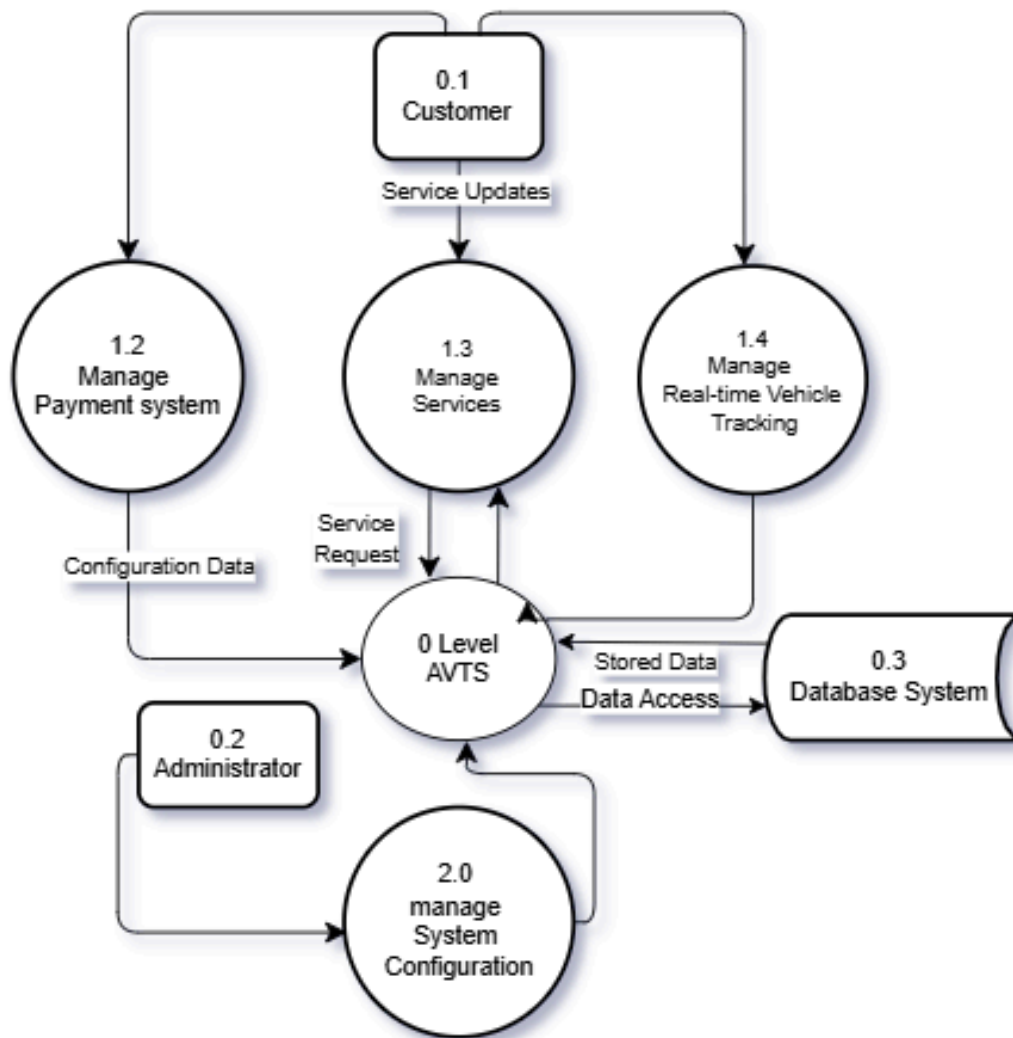 0.1
Customer
Service Updates
1.2
Manage
Payment system
1.3
Manage
Services
1.4
Manage
Real-time Vehicle
Tracking
Service
Request
Configuration Data
0 Level
AVTS
Stored Data
Data Access
0.3
Database System
0.2
Administrator
2.0
manage
System
Configuration